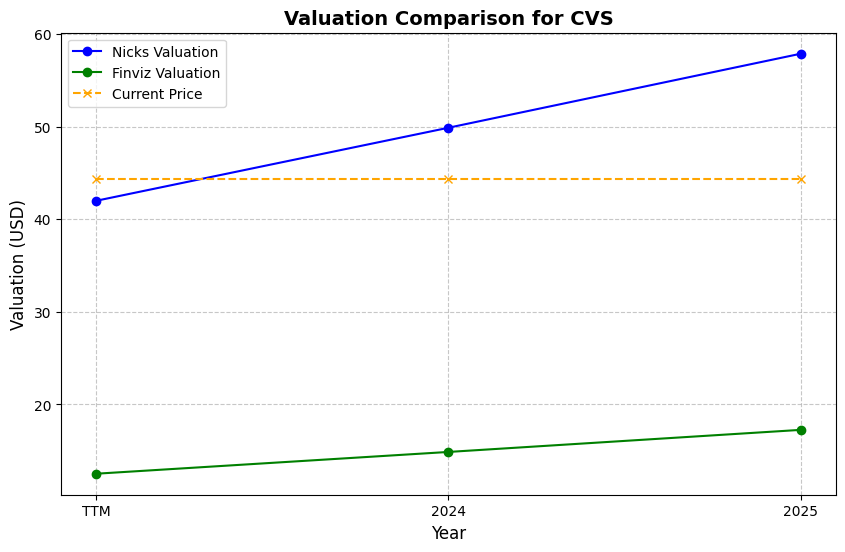 Valuation Comparison for CVS
Nicks Valuation
Finviz Valuation
Current Price
Valuation (USD)
60
50
40
30
20
TTM
2024
2025
Year